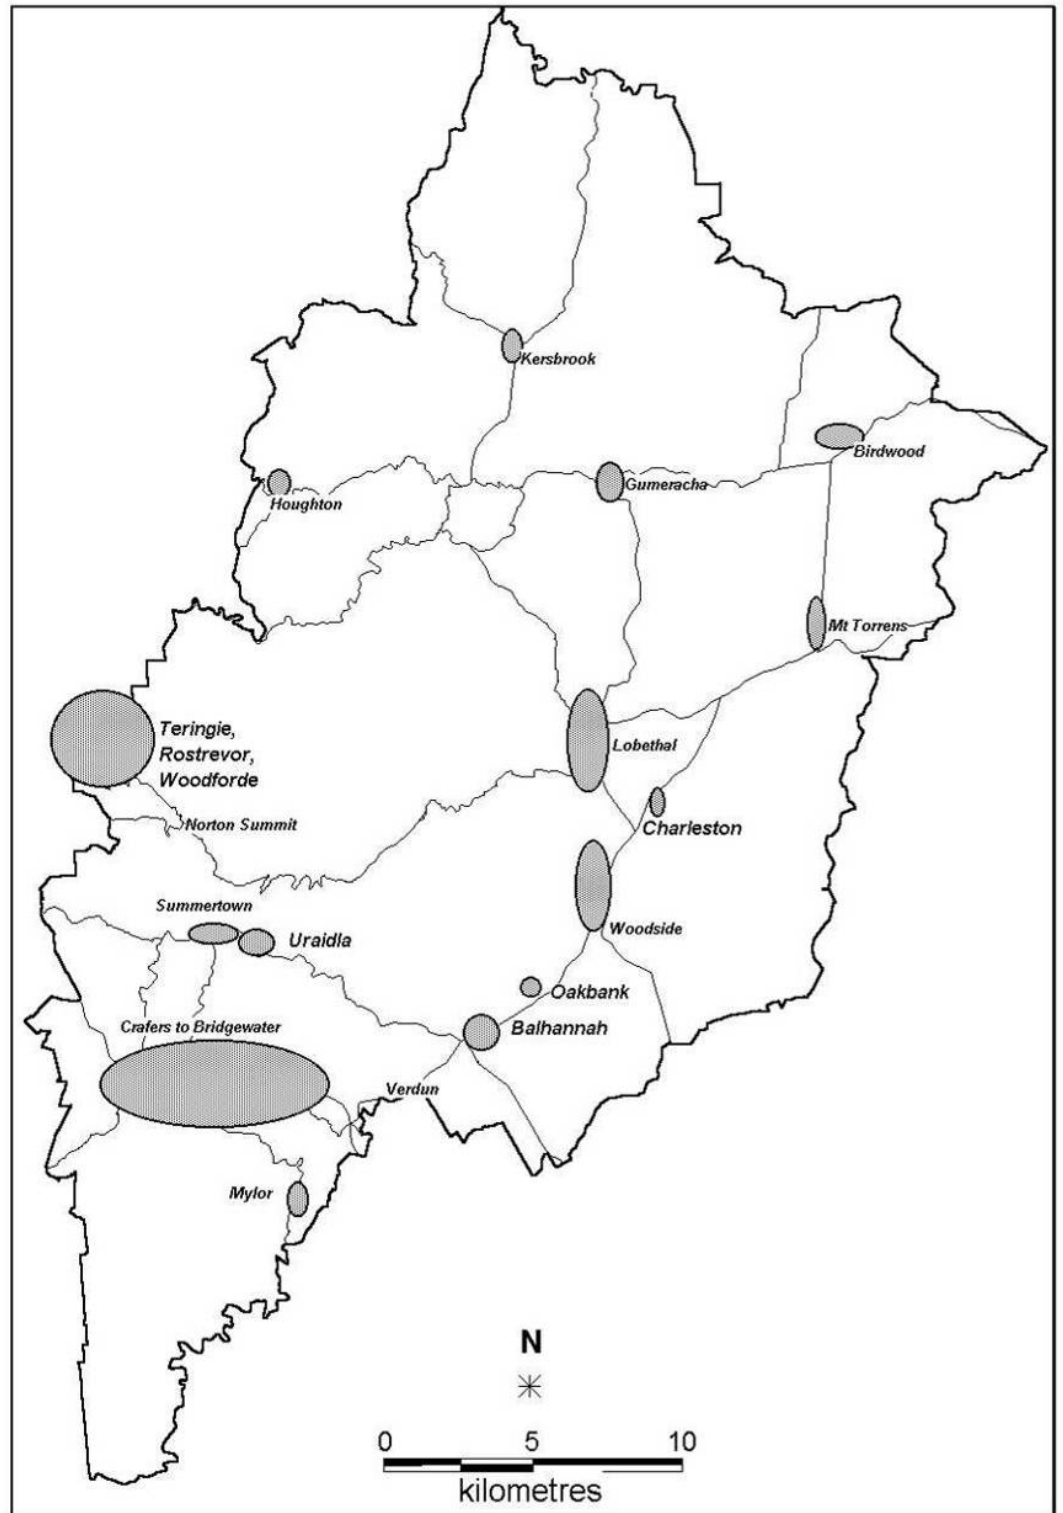 Kersbrook
Birdwood
Gumeracha
Houghton
Mt Torrens
Teringie,
Rostrevor,
Woodforde
Lobethal
Norton Summit
Charleston
Summertown
Uraidla
Woodside
Oakbank
Crafers to Bridgewater
Balhannah
Verdun
Mylor
N
0 5 10
kilometres